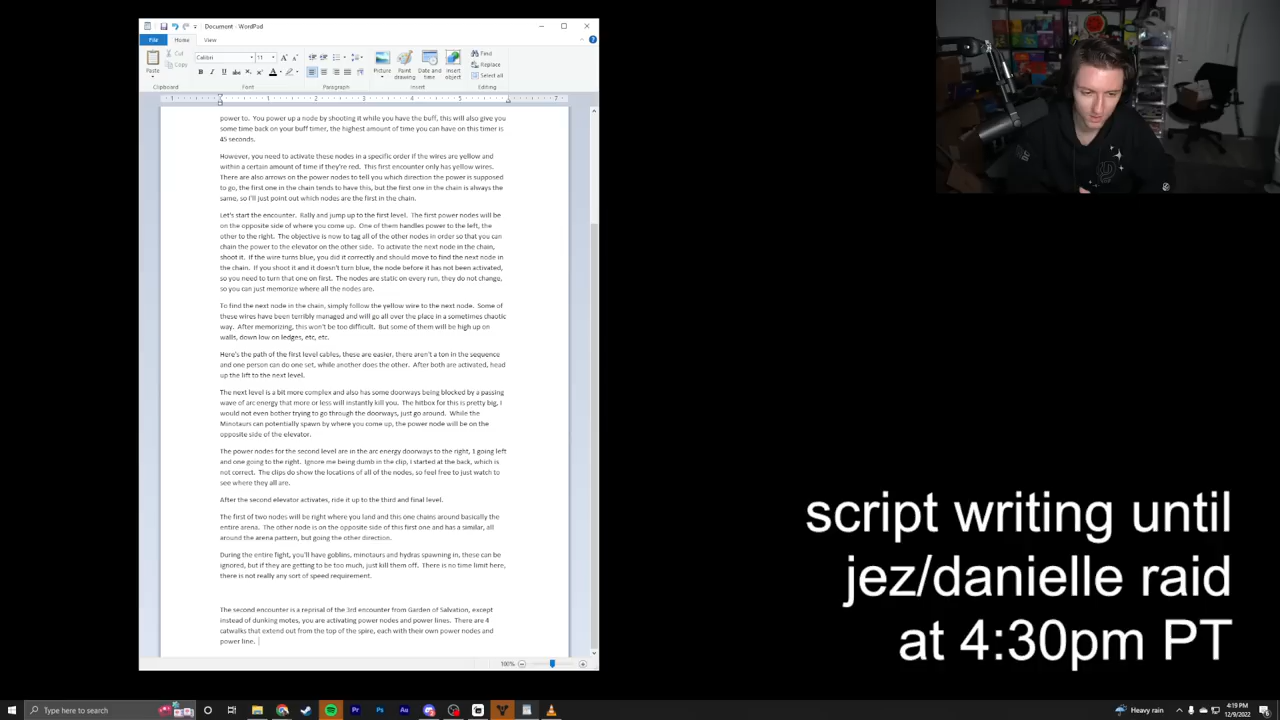 Document - WordPad
File
Home
View
Paste
Cut
Copy
Clipboard
Calibri
11
Font
Paragraph
Picture
Paint drawing
Date and time
Insert object
Insert
Find
Replace
Select all
Editing
1 1 2 3 4 5 7
power to.  You power up a node by shooting it while you have the buff, this will also give you
some time back on your buff timer, the highest amount of time you can have on this timer is
45 seconds.
However, you need to activate these nodes in a specific order if the wires are yellow and
within a certain amount of time if they're red.  This first encounter only has yellow wires.
There are also arrows on the power nodes to tell you which direction the power is supposed
to go, the first one in the chain tends to have this, but the first one in the chain is always the
same, so I'll just point out which nodes are the first in the chain.
Let's start the encounter.  Rally and jump up to the first level.  The first power nodes will be
on the opposite side of where you come up.  One of them handles power to the left, the
other to the right.  The objective is now to tag all of the other nodes in order so that you can
chain the power to the elevator on the other side.  To activate the next node in the chain,
shoot it.  If the wire turns blue, you did it correctly and should move to find the next node in
the chain.  If you shoot it and it doesn't turn blue, the node before it has not been activated,
so you need to turn that one on first.  The nodes are static on every run, they do not change,
so you can just memorize where all the nodes are.
To find the next node in the chain, simply follow the yellow wire to the next node.  Some of
these wires have been terribly managed and will go all over the place in a sometimes chaotic
way.  After memorizing, this won't be too difficult.  But some of them will be high up on
walls, down low on ledges, etc, etc.
Here's the path of the first level cables, these are easier, there aren't a ton in the sequence
and one person can do one set, while another does the other.  After both are activated, head
up the lift to the next level.
The next level is a bit more complex and also has some doorways being blocked by a passing
wave of arc energy that more or less will instantly kill you.  The hitbox for this is pretty big, I
would not even bother trying to go through the doorways, just go around.  While the
Minotaurs can potentially spawn by where you come up, the power node will be on the
opposite side of the elevator.
The power nodes for the second level are in the arc energy doorways to the right, 1 going left
and one going to the right.  Ignore me being dumb in the clip, I started at the back, which is
not correct.  The clips do show the locations of all of the nodes, so feel free to just watch to
see where they all are.
After the second elevator activates, ride it up to the third and final level.
The first of two nodes will be right where you land and this one chains around basically the
entire arena.  The other node is on the opposite side of this first one and has a similar, all
around the arena pattern, but going the other direction.
During the entire fight, you'll have goblins, minotaurs and hydras spawning in, these can be
ignored, but if they are getting to be too much, just kill them off.  There is no time limit here,
there is not really any sort of speed requirement.
The second encounter is a reprisal of the 3rd encounter from Garden of Salvation, except
instead of dunking motes, you are activating power nodes and power lines.  There are 4
catwalks that extend out from the top of the spire, each with their own power nodes and
power line.
100%
script writing until
jez/danielle raid
at 4:30pm PT
Type here to search
Heavy rain
4:19 PM
12/9/2022